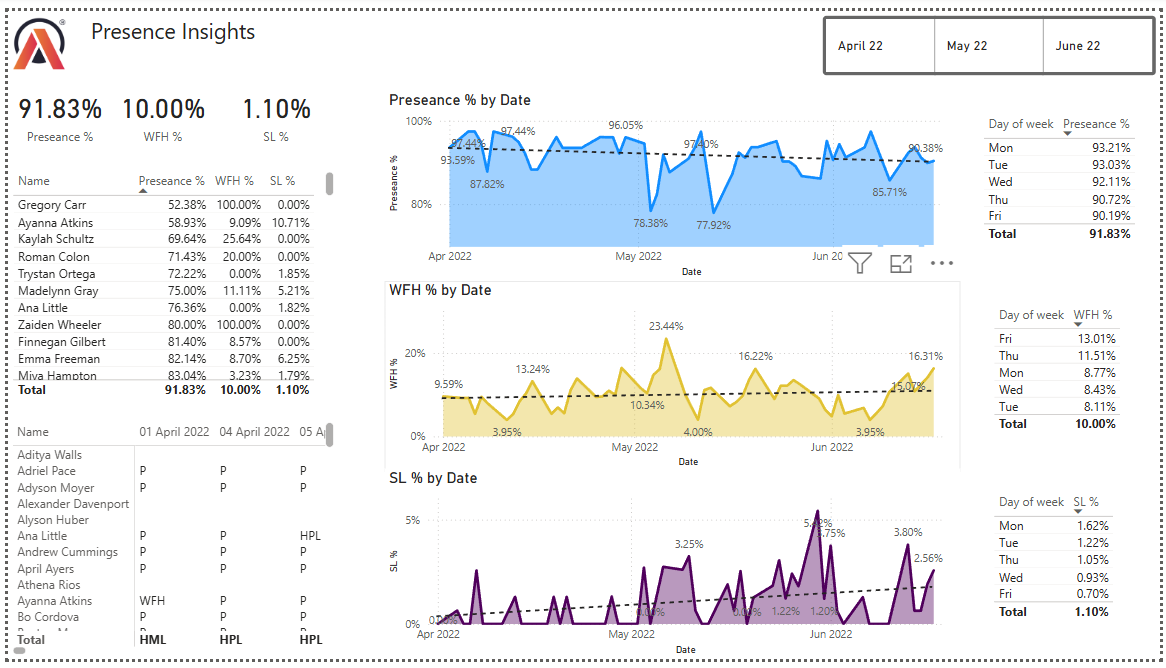 Presence Insights
®
April 22
May 22
June 22
91.83% 10.00% 1.10%
Preseance % WFH % SL %
Name Preseance % WFH % SL %
Gregory Carr 52.38% 100.00% 0.00%
Ayanna Atkins 58.93% 9.09% 10.71%
Kaylah Schultz 69.64% 25.64% 0.00%
Roman Colon 71.43% 20.00% 0.00%
Trystan Ortega 72.22% 0.00% 1.85%
Madelynn Gray 75.00% 11.11% 5.21%
Ana Little 76.36% 0.00% 1.82%
Zaiden Wheeler 80.00% 100.00% 0.00%
Finnegan Gilbert 81.40% 8.57% 0.00%
Emma Freeman 82.14% 8.70% 6.25%
Miya Hampton 83.04% 3.23% 1.79%
Total 91.83% 10.00% 1.10%
Name 01 April 2022 04 April 2022 05 A
Aditya Walls
Adriel Pace P P P
Adyson Moyer P P P
Alexander Davenport
Alyson Huber
Ana Little P P HPL
Andrew Cummings P P P
April Ayers P P P
Athena Rios
Ayanna Atkins WFH P P
Bo Cordova P P P
Total HML HPL HPL
Preseance % by Date
Preseance %
100%
80%
93.59%
97.44%
87.82%
97.44%
96.05%
78.38%
97.40%
77.92%
85.71%
90.38%
Apr 2022 May 2022 Jun 20
Date
WFH % by Date
WFH %
20%
0%
9.59%
3.95%
13.24%
10.34%
23.44%
4.00%
16.22%
3.95%
15.07%
16.31%
Apr 2022 May 2022 Jun 2022
Date
SL % by Date
SL %
5%
0%
0.00%
3.25%
0.00%
1.22%
1.20%
3.80%
2.56%
Apr 2022 May 2022 Jun 2022
Date
Day of week Preseance %
Mon 93.21%
Tue 93.03%
Wed 92.11%
Thu 90.72%
Fri 90.19%
Total 91.83%
Day of week WFH %
Fri 13.01%
Thu 11.51%
Mon 8.77%
Wed 8.43%
Tue 8.11%
Total 10.00%
Day of week SL %
Mon 1.62%
Tue 1.22%
Thu 1.05%
Wed 0.93%
Fri 0.70%
Total 1.10%